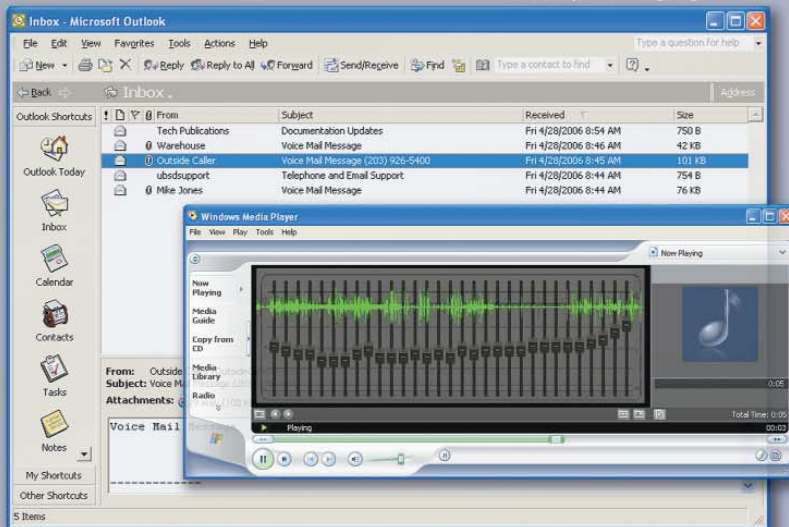 Inbox - Microsoft Outlook
File Edit View Favorites Tools Actions Help
Type a question for help
New Reply Reply to All Forward Send/Receive Find Type a contact to find
Back Inbox Address
Outlook Shortcuts
! From Subject Received Size
Tech Publications Documentation Updates Fri 4/28/2006 8:54 AM 750 B
Warehouse Voice Mail Message Fri 4/28/2006 8:46 AM 42 KB
Outside Caller Voice Mail Message (203) 926-5400 Fri 4/28/2006 8:45 AM 101 KB
ubsdsupport Telephone and Email Support Fri 4/28/2006 8:44 AM 754 B
Mike Jones Voice Mail Message Fri 4/28/2006 8:44 AM 76 KB
Outlook Today
Inbox
Calendar
Contacts
Tasks
Notes
My Shortcuts
Other Shortcuts
5 Items
Windows Media Player
File View Play Tools Help
Now Playing
Now
Playing
Media
Guide
Copy from
CD
Media
Library
Radio
0:05
Total Time: 0:05
Playing 00:03
From: Outside
Subject: Voice Mail Message
Attachments:
Voice Mail